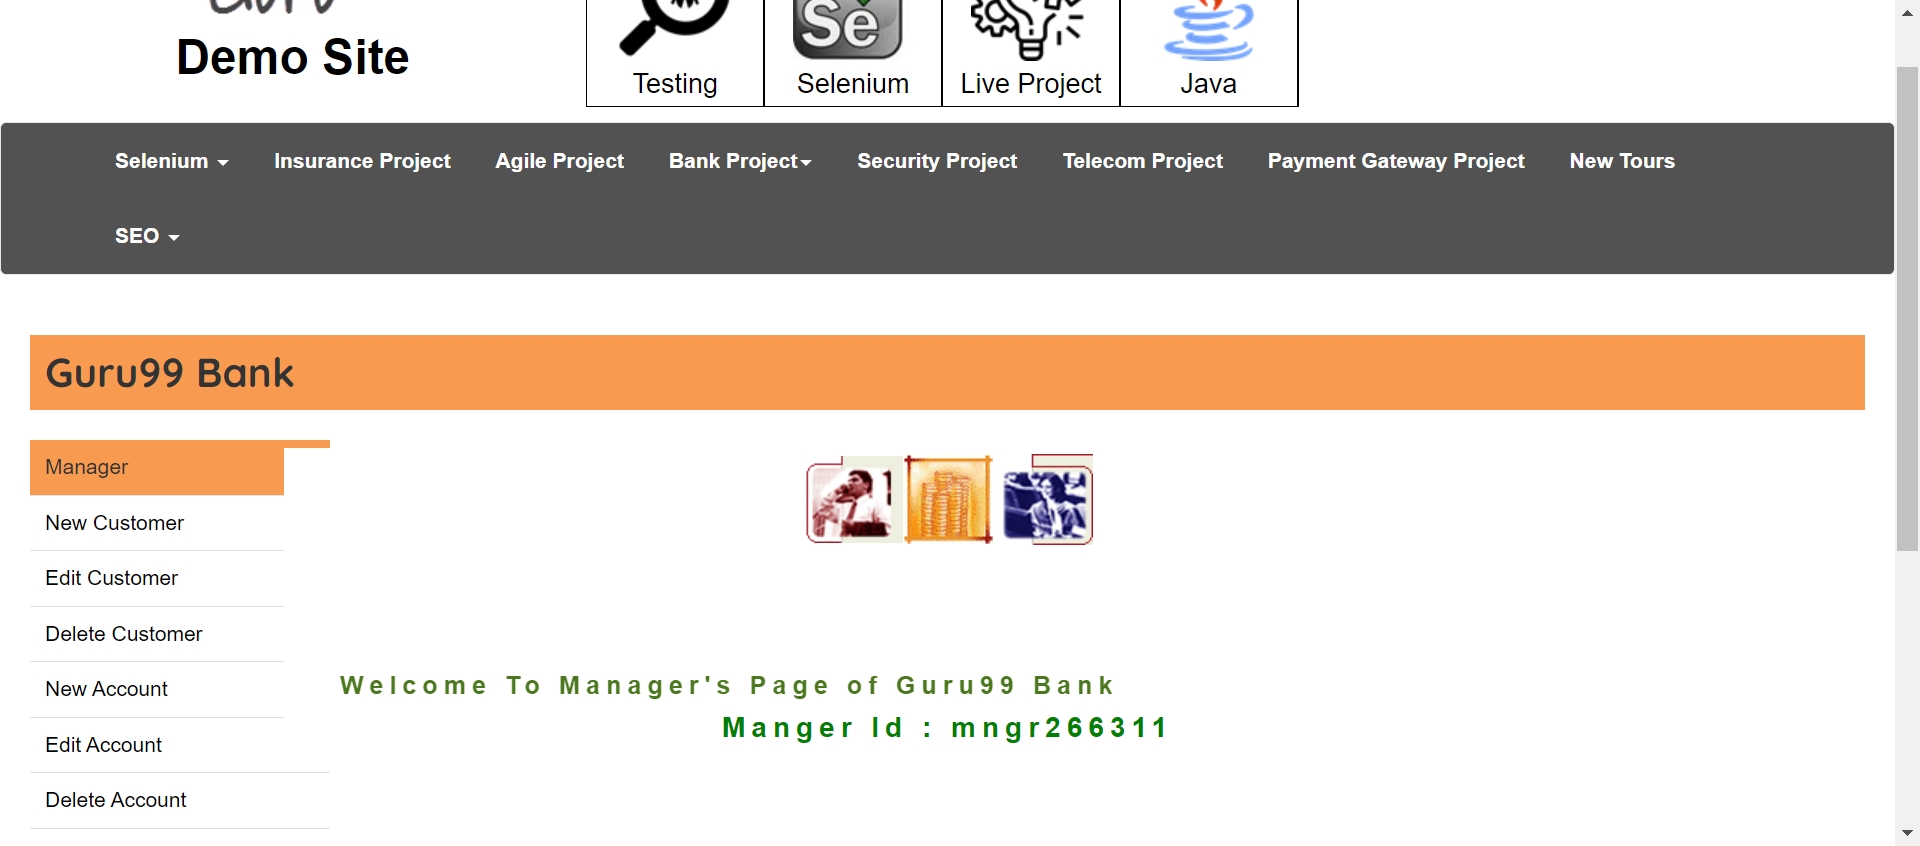 Demo Site
Testing
Selenium
Live Project
Java
Selenium
Insurance Project
Agile Project
Bank Project
Security Project
Telecom Project
Payment Gateway Project
New Tours
SEO
Guru99 Bank
Manager
New Customer
Edit Customer
Delete Customer
New Account
Edit Account
Delete Account
Se
Welcome To Manager's Page of Guru99 Bank
Manger Id : mngr266311